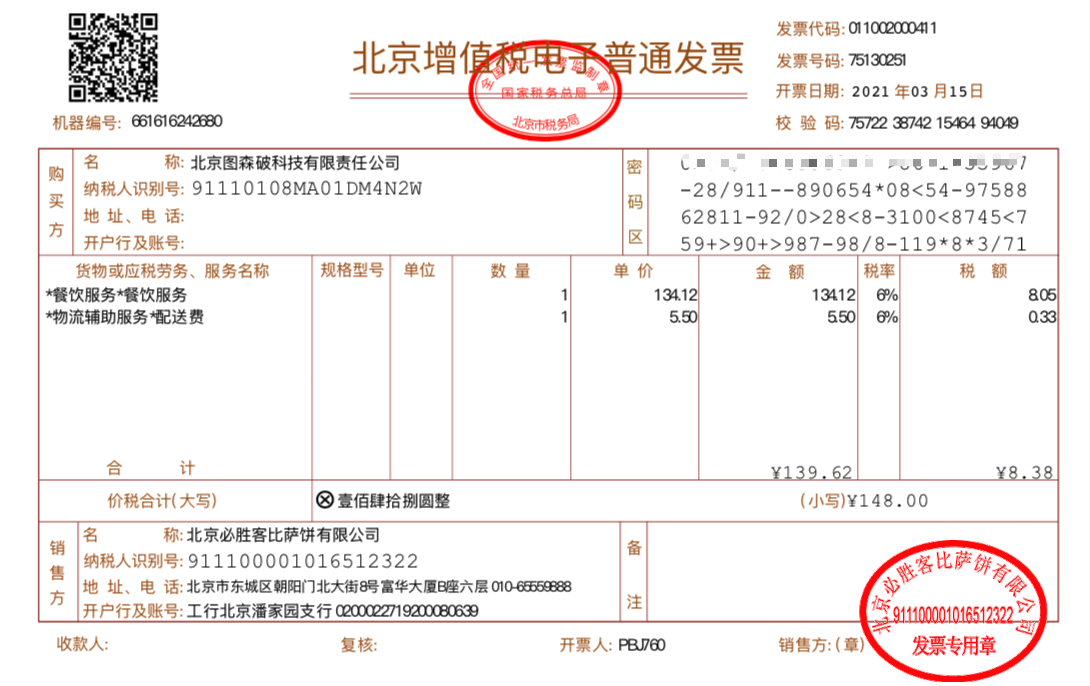 北京增值税电子普通发票
全国统一发票监制章
国家税务总局
北京市税务局
发票代码: 011002000411
发票号码: 75130251
开票日期: 2021 年03 月15日
校 验 码: 75722 38742 15464 94049
机器编号: 661616242680
购买方
名 称: 北京图森破科技有限责任公司
纳税人识别号: 91110108MA01DM4N2W
地 址、电 话:
开户行及账号:
密码区
-28/911--890654*08<54-97588
62811-92/0>28<8-3100<8745<7
59+>90+>987-98/8-119*8*3/71
货物或应税劳务、服务名称 规格型号 单位 数 量 单 价 金 额 税率 税 额
*餐饮服务*餐饮服务 1 134.12 134.12 6% 8.05
*物流辅助服务*配送费 1 5.50 5.50 6% 0.33
合 计 ¥139.62 ¥8.38
价税合计(大写) ⊗壹佰肆拾捌圆整 (小写)¥148.00
销售方
名 称: 北京必胜客比萨饼有限公司
纳税人识别号: 911100001016512322
地 址、电 话: 北京市东城区朝阳门北大街8号富华大厦B座六层 010-65559888
开户行及账号: 工行北京潘家园支行 0200022719200080639
备注
北京必胜客比萨饼有限公司
911100001016512322
发票专用章
收款人: 复核: 开票人: PBJ760 销售方: (章)